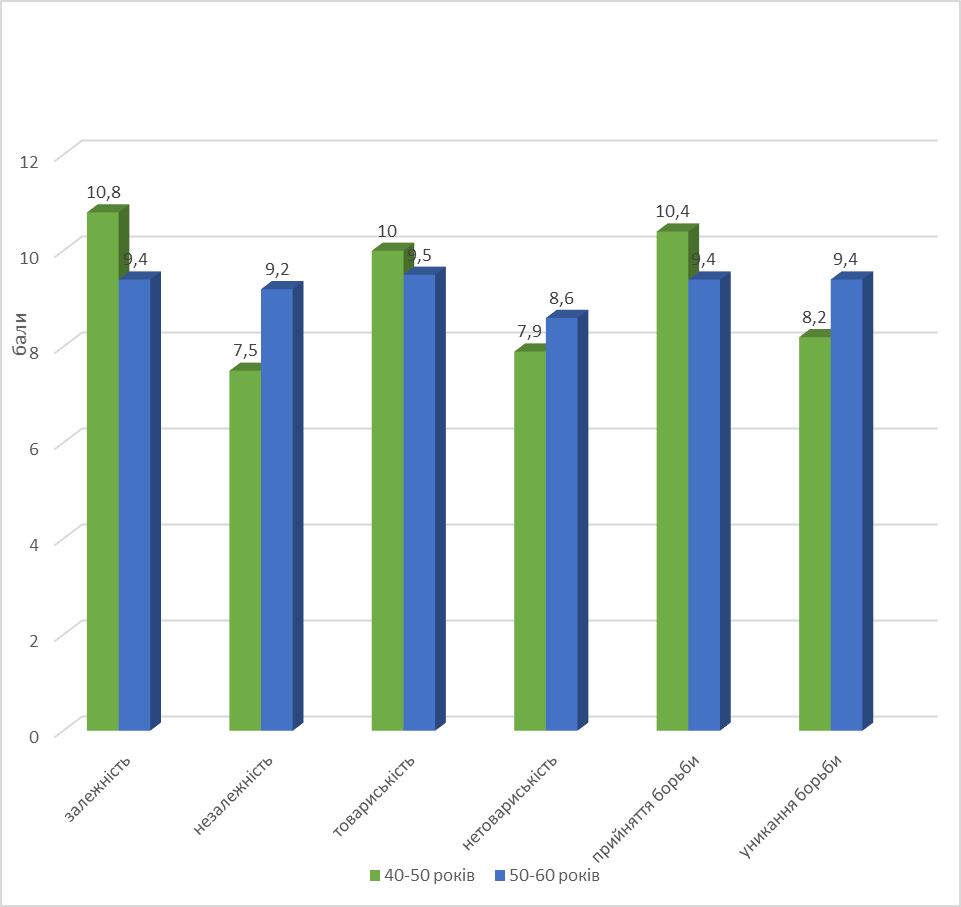 12
10
8
6
4
2
0
бали
10,8
9,4
7,5
9,2
10
9,5
7,9
8,6
10,4
9,4
8,2
9,4
залежність
незалежність
товариськість
нетовариськість
прийняття борьби
уникання борьби
40-50 років
50-60 років